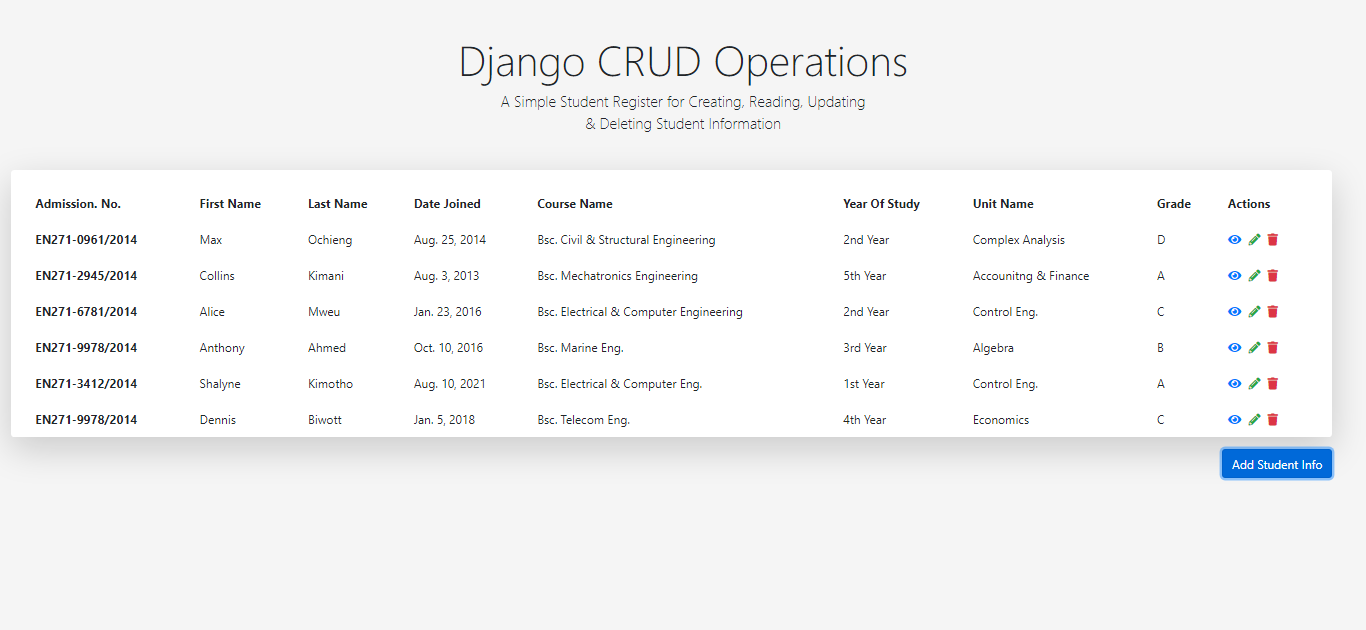 Django CRUD Operations
A Simple Student Register for Creating, Reading, Updating
& Deleting Student Information
Admission. No. First Name Last Name Date Joined Course Name Year Of Study Unit Name Grade Actions
EN271-0961/2014 Max Ochieng Aug. 25, 2014 Bsc. Civil & Structural Engineering 2nd Year Complex Analysis D
EN271-2945/2014 Collins Kimani Aug. 3, 2013 Bsc. Mechatronics Engineering 5th Year Accounitng & Finance A
EN271-6781/2014 Alice Mweu Jan. 23, 2016 Bsc. Electrical & Computer Engineering 2nd Year Control Eng. C
EN271-9978/2014 Anthony Ahmed Oct. 10, 2016 Bsc. Marine Eng. 3rd Year Algebra B
EN271-3412/2014 Shalyne Kimotho Aug. 10, 2021 Bsc. Electrical & Computer Eng. 1st Year Control Eng. A
EN271-9978/2014 Dennis Biwott Jan. 5, 2018 Bsc. Telecom Eng. 4th Year Economics C
Add Student Info